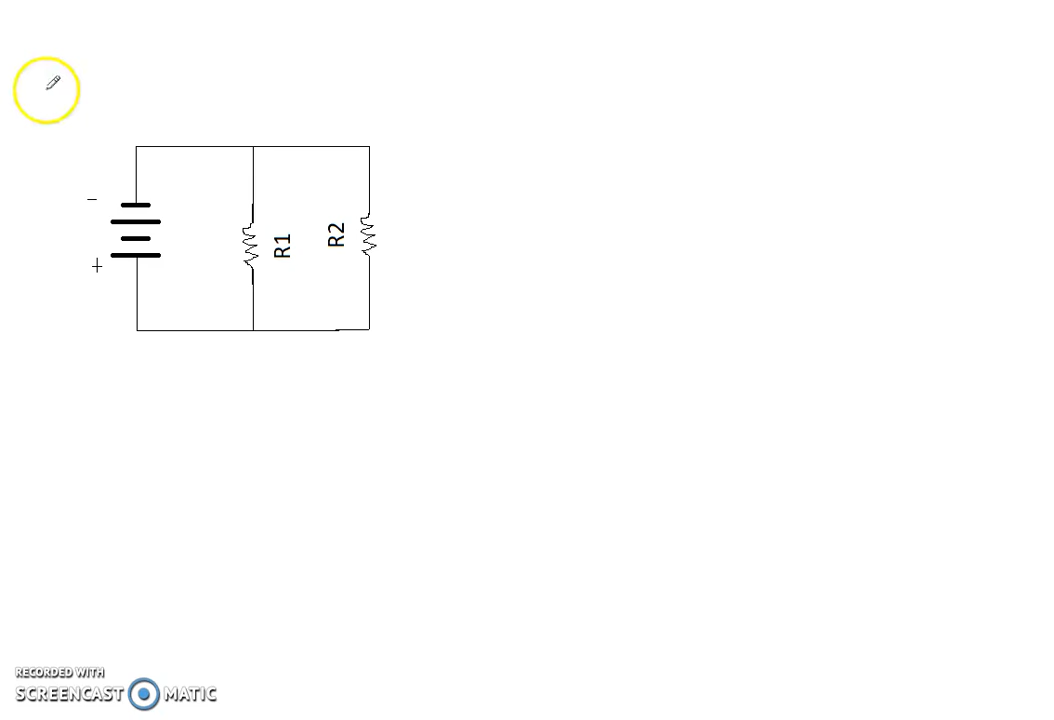 −
+
R1
R2
RECORDED WITH
SCREENCAST MATIC